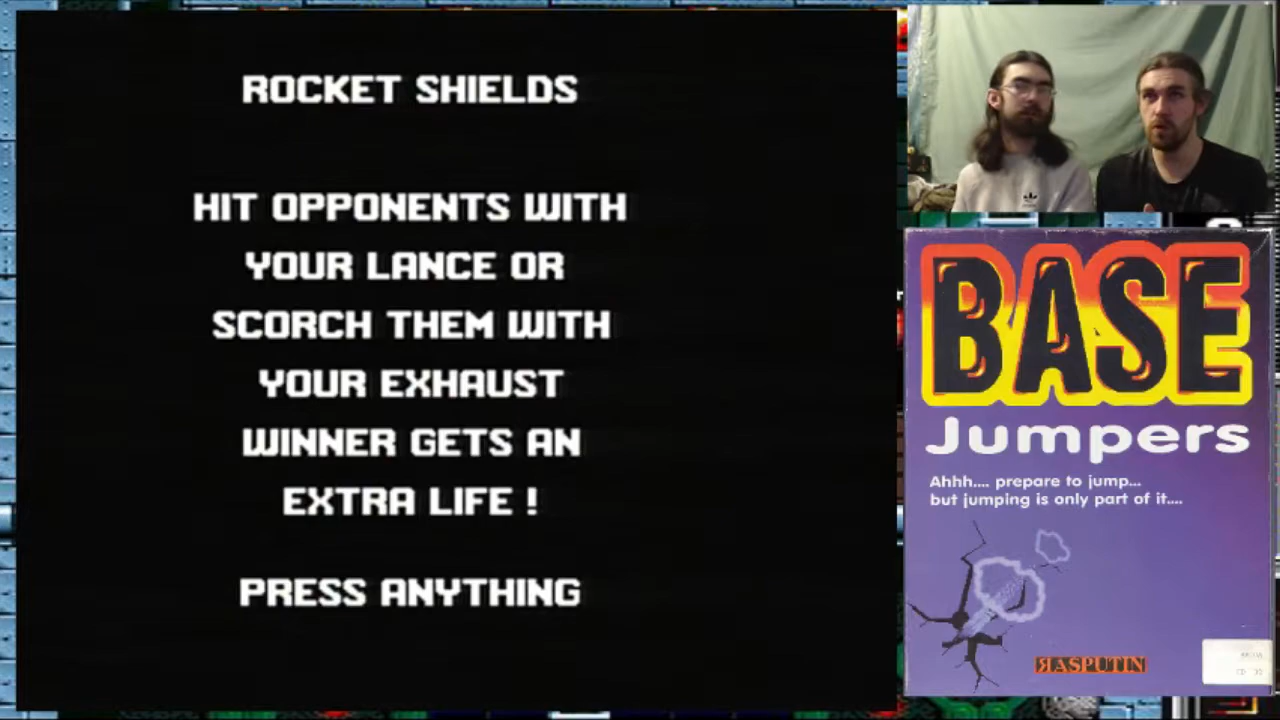 ROCKET SHIELDS
HIT OPPONENTS WITH
YOUR LANCE OR
SCORCH THEM WITH
YOUR EXHAUST
WINNER GETS AN
EXTRA LIFE !
PRESS ANYTHING
BASE
Jumpers
Ahhh.... prepare to jump...
but jumping is only part of it....
ЯASPUTIN